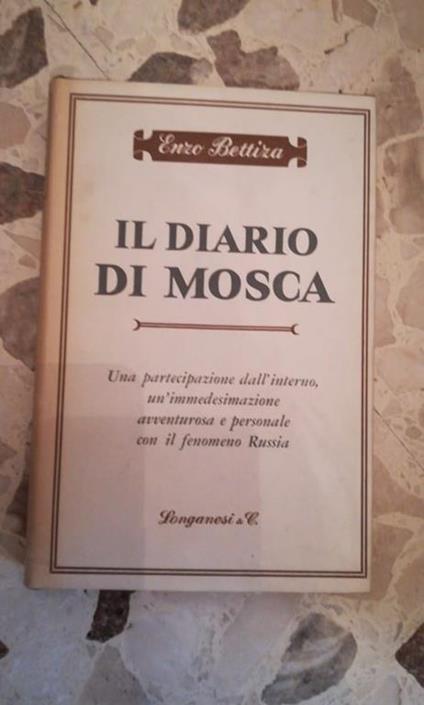 Enzo Bettiza
IL DIARIO
DI MOSCA
Una partecipazione dall'interno,
un'immedesimazione
avventurosa e personale
con il fenomeno Russia
Longanesi & C.